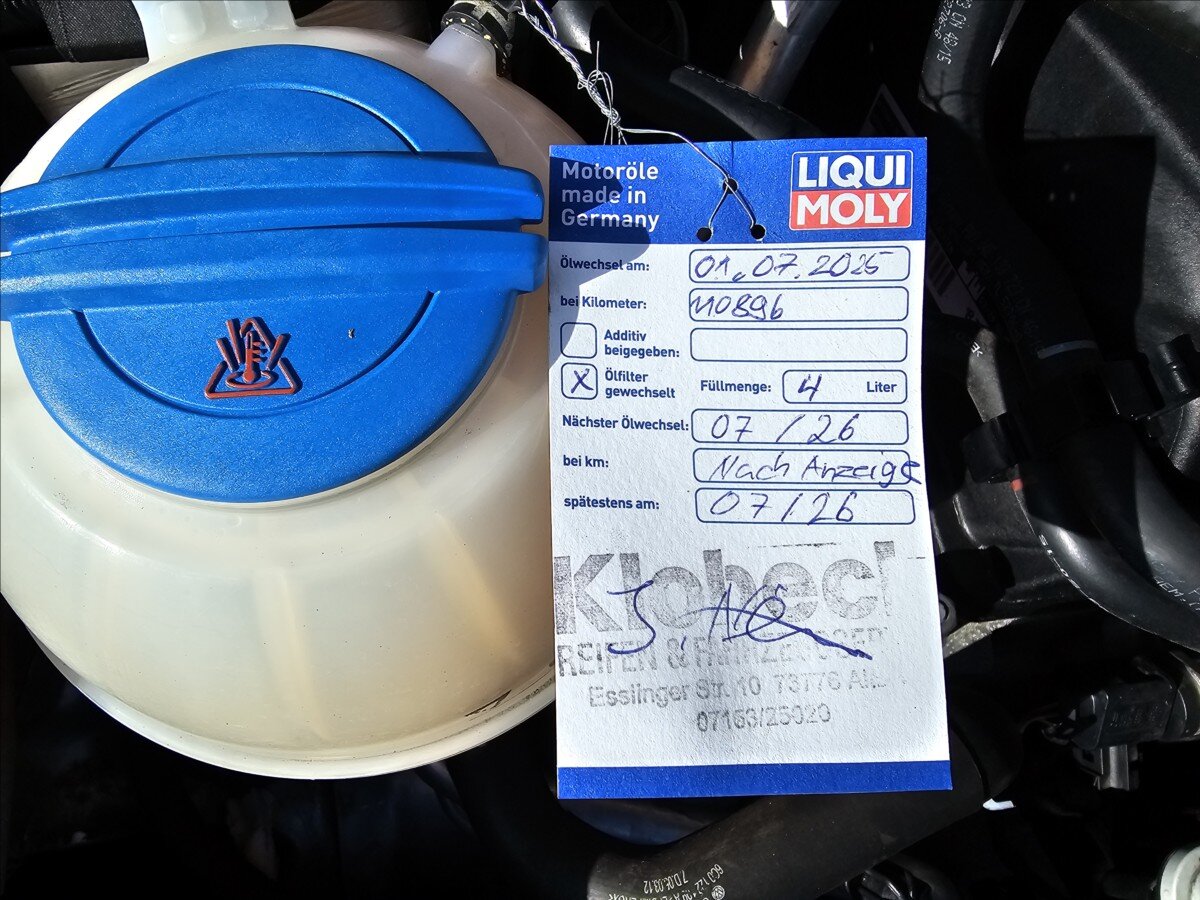 Motoröle
made in
Germany
LIQUI
MOLY
Ölwechsel am: 01.07.2025
bei Kilometer: 110896
Additiv
beigegeben:
X Ölfilter
gewechselt
Füllmenge: 4 Liter
Nächster Ölwechsel: 07/26
bei km: Nach Anzeige
spätestens am: 07/26
REIFEN &
Esslinger Str. 10 73776
07163/25020